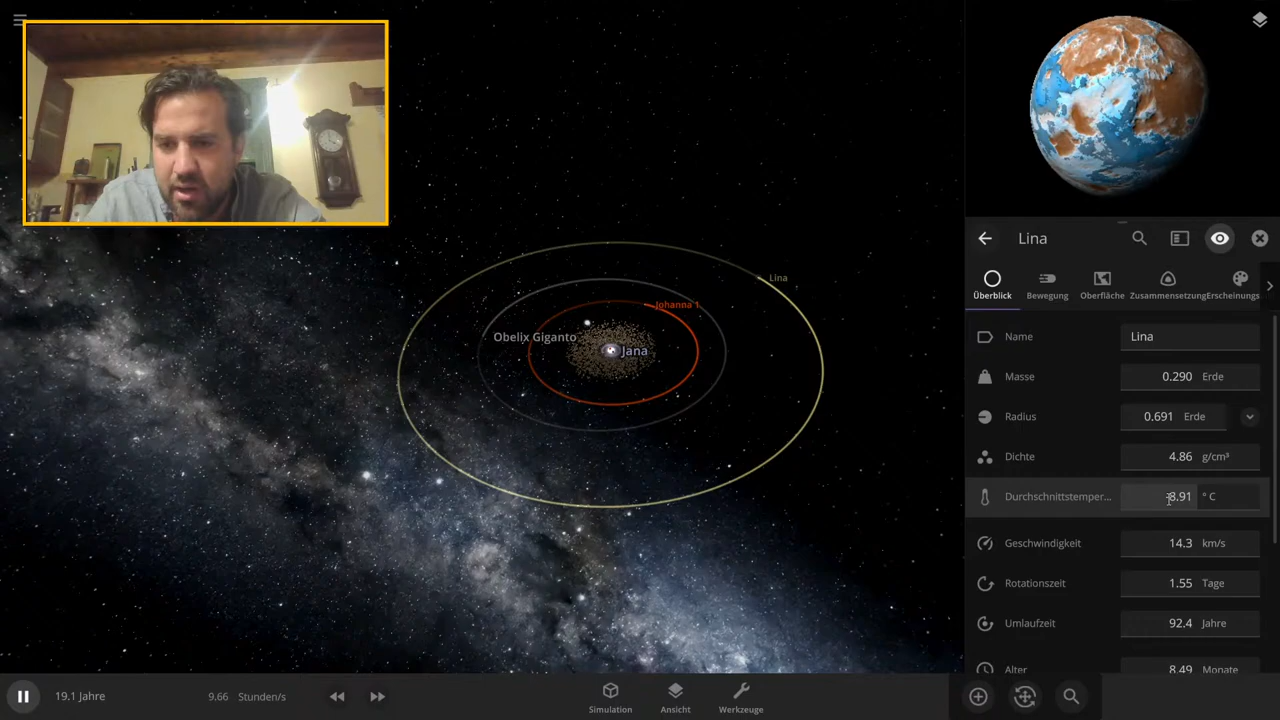 Lina
Überblick
Bewegung
Oberfläche
Zusammensetzung
Erscheinungs
Name
Lina
Masse
0.290 Erde
Radius
0.691 Erde
Dichte
4.86 g/cm³
Durchschnittstemper...
8.91 ° C
Geschwindigkeit
14.3 km/s
Rotationszeit
1.55 Tage
Umlaufzeit
92.4 Jahre
Alter
8.49 Monate
Lina
Johanna 1
Obelix Giganto
Jana
19.1 Jahre
9.66 Stunden/s
Simulation
Ansicht
Werkzeuge